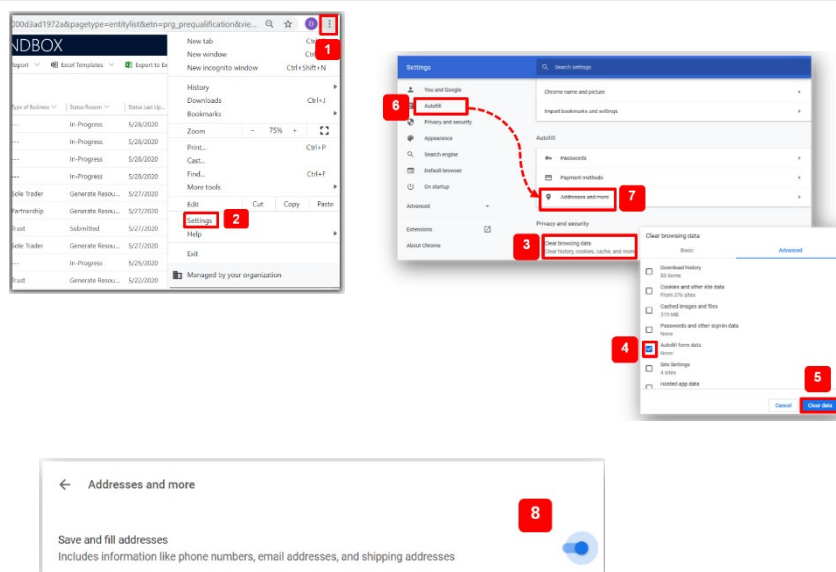 000d3ad1972a&pagetype=entitylist&etn=prg_prequalification&vie...
D
1
NDBOX
Report
Excel Templates
Export to Ex
Type of Business
Status Reason
Status Last Up...
---
In-Progress
5/28/2020
---
In-Progress
5/28/2020
---
In-Progress
5/28/2020
---
In-Progress
5/28/2020
Sole Trader
Generate Resou...
5/27/2020
Partnership
Generate Resou...
5/27/2020
Trust
Submitted
5/27/2020
Sole Trader
Generate Resou...
5/27/2020
---
In-Progress
5/25/2020
Trust
Generate Resou...
5/22/2020
New tab
New window
New incognito window
Ctrl+Shift+N
History
Downloads
Ctrl+J
Bookmarks
Zoom
- 75% +
Print...
Ctrl+P
Cast...
Find...
Ctrl+F
More tools
Edit
Cut
Copy
Paste
Settings
2
Help
Exit
Managed by your organization
Settings
Search settings
You and Google
6
Autofill
Privacy and security
Appearance
Search engine
Default browser
On startup
Advanced
Extensions
About Chrome
Chrome name and picture
Import bookmarks and settings
Autofill
Passwords
Payment methods
Addresses and more
7
Privacy and security
3
Clear browsing data
Clear history, cookies, cache, and more
Clear browsing data
Basic
Advanced
Download history
Cookies and other site data
From 376 sites
Cached images and files
Passwords and other sign-in data
None
4
Autofill form data
None
Site Settings
4 sites
Hosted app data
5
Cancel
Clear data
← Addresses and more
8
Save and fill addresses
Includes information like phone numbers, email addresses, and shipping addresses